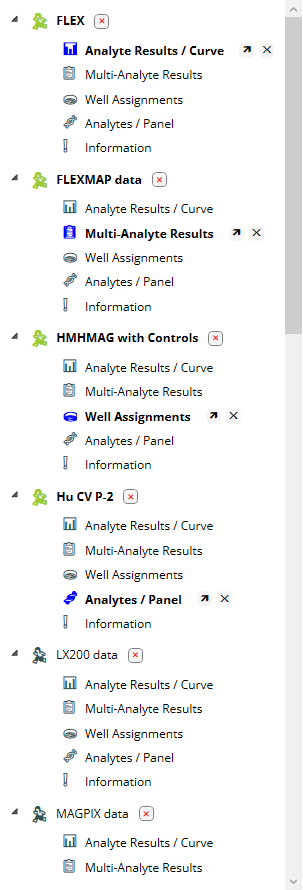 FLEX
Analyte Results / Curve
Multi-Analyte Results
Well Assignments
Analytes / Panel
Information
FLEXMAP data
Analyte Results / Curve
Multi-Analyte Results
Well Assignments
Analytes / Panel
Information
HMHMAG with Controls
Analyte Results / Curve
Multi-Analyte Results
Well Assignments
Analytes / Panel
Information
Hu CV P-2
Analyte Results / Curve
Multi-Analyte Results
Well Assignments
Analytes / Panel
Information
LX200 data
Analyte Results / Curve
Multi-Analyte Results
Well Assignments
Analytes / Panel
Information
MAGPIX data
Analyte Results / Curve
Multi-Analyte Results